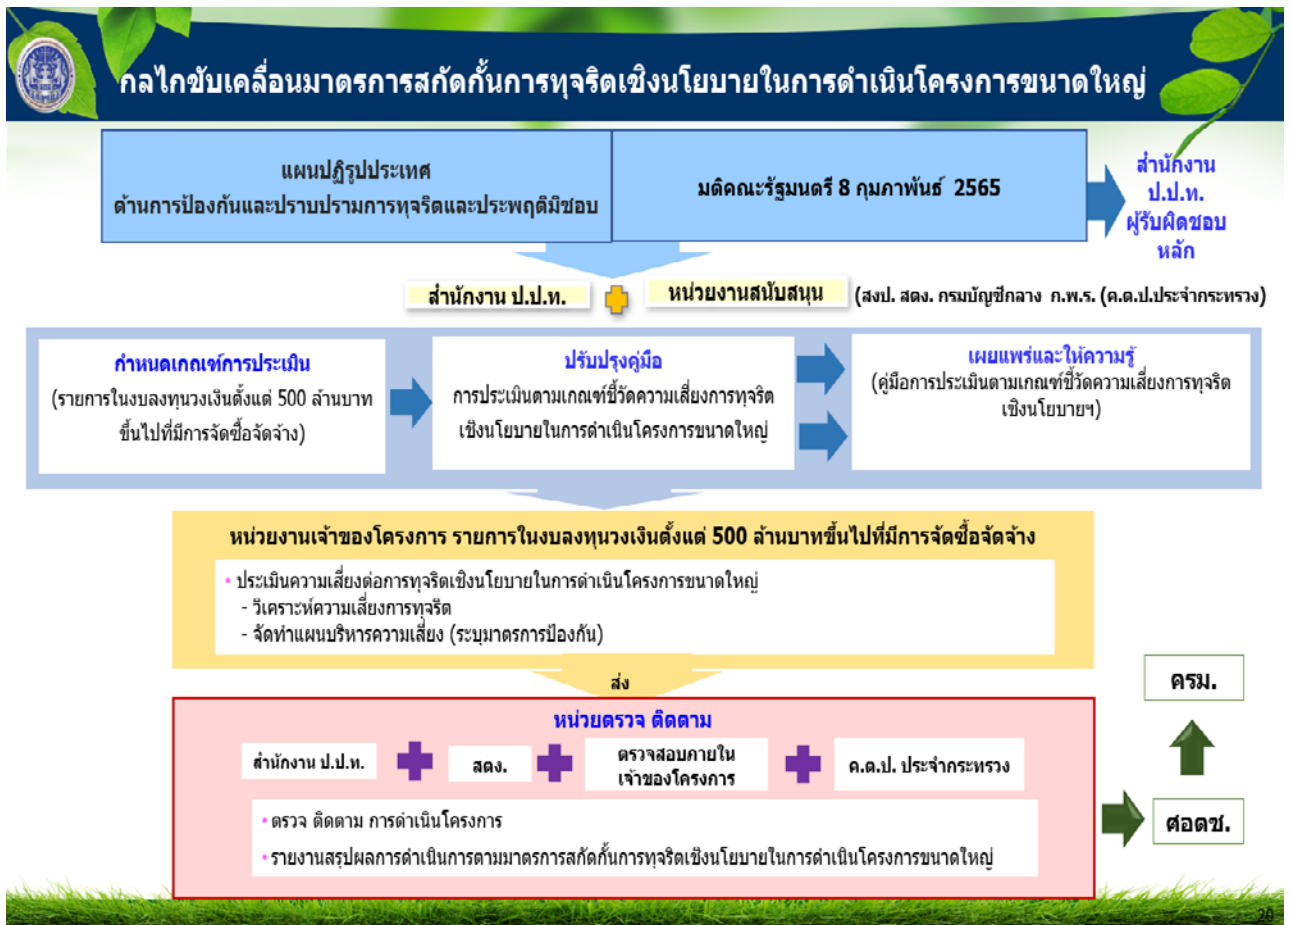 กลไกขับเคลื่อนมาตรการสกัดกั้นการทุจริตเชิงนโยบายในการดำเนินโครงการขนาดใหญ่
แผนปฏิรูปประเทศ
ด้านการป้องกันและปราบปรามการทุจริตและประพฤติมิชอบ
มติคณะรัฐมนตรี 8 กุมภาพันธ์ 2565
สำนักงาน
ป.ป.ท.
ผู้รับผิดชอบ
หลัก
สำนักงาน ป.ป.ท.
หน่วยงานสนับสนุน
(สงป. สตง. กรมบัญชีกลาง ก.พ.ร. (ค.ต.ป.ประจำกระทรวง)
กำหนดเกณฑ์การประเมิน
(รายการในงบลงทุนวงเงินตั้งแต่ 500 ล้านบาท
ขึ้นไปที่มีการจัดซื้อจัดจ้าง)
ปรับปรุงคู่มือ
การประเมินตามเกณฑ์ชี้วัดความเสี่ยงการทุจริต
เชิงนโยบายในการดำเนินโครงการขนาดใหญ่
เผยแพร่และให้ความรู้
(คู่มือการประเมินตามเกณฑ์ชี้วัดความเสี่ยงการทุจริต
เชิงนโยบายฯ)
หน่วยงานเจ้าของโครงการ รายการในงบลงทุนวงเงินตั้งแต่ 500 ล้านบาทขึ้นไปที่มีการจัดซื้อจัดจ้าง
• ประเมินความเสี่ยงต่อการทุจริตเชิงนโยบายในการดำเนินโครงการขนาดใหญ่
- วิเคราะห์ความเสี่ยงการทุจริต
- จัดทำแผนบริหารความเสี่ยง (ระบุมาตรการป้องกัน)
ส่ง
หน่วยตรวจ ติดตาม
สำนักงาน ป.ป.ท.
สตง.
ตรวจสอบภายใน
เจ้าของโครงการ
ค.ต.ป. ประจำกระทรวง
• ตรวจ ติดตาม การดำเนินโครงการ
• รายงานสรุปผลการดำเนินการตามมาตรการสกัดกั้นการทุจริตเชิงนโยบายในการดำเนินโครงการขนาดใหญ่
ครม.
ศอตช.
20